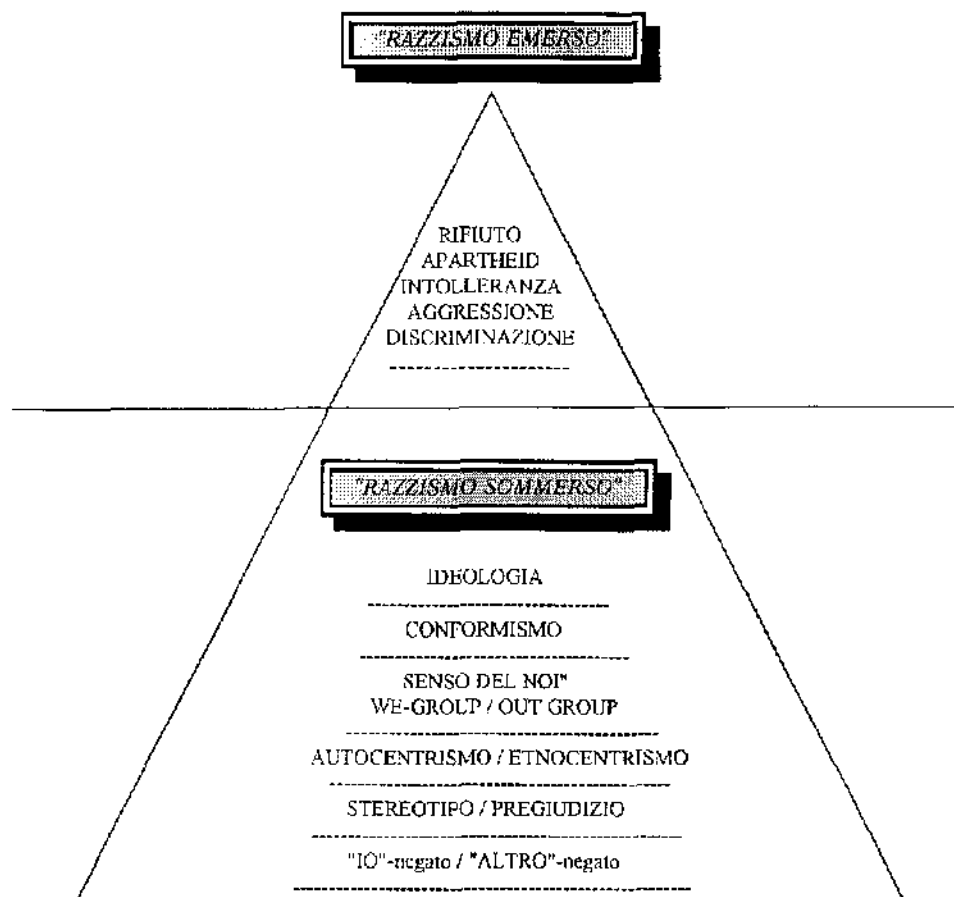 "RAZZISMO EMERSO"
RIFIUTO
APARTHEID
INTOLLERANZA
AGGRESSIONE
DISCRIMINAZIONE
"RAZZISMO SOMMERSO"
IDEOLOGIA
CONFORMISMO
SENSO DEL NOI"
WE-GROUP / OUT GROUP
AUTOCENTRISMO / ETNOCENTRISMO
STEREOTIPO / PREGIUDIZIO
"IO"-negato / "ALTRO"-negato